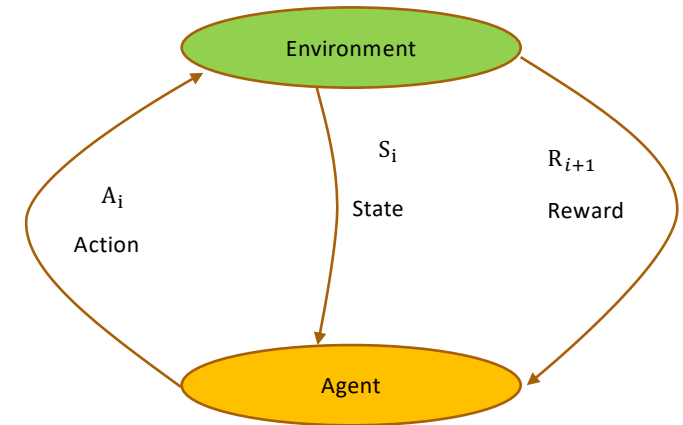 Environment
Sᵢ
Rᵢ₊₁
Aᵢ
State
Reward
Action
Agent